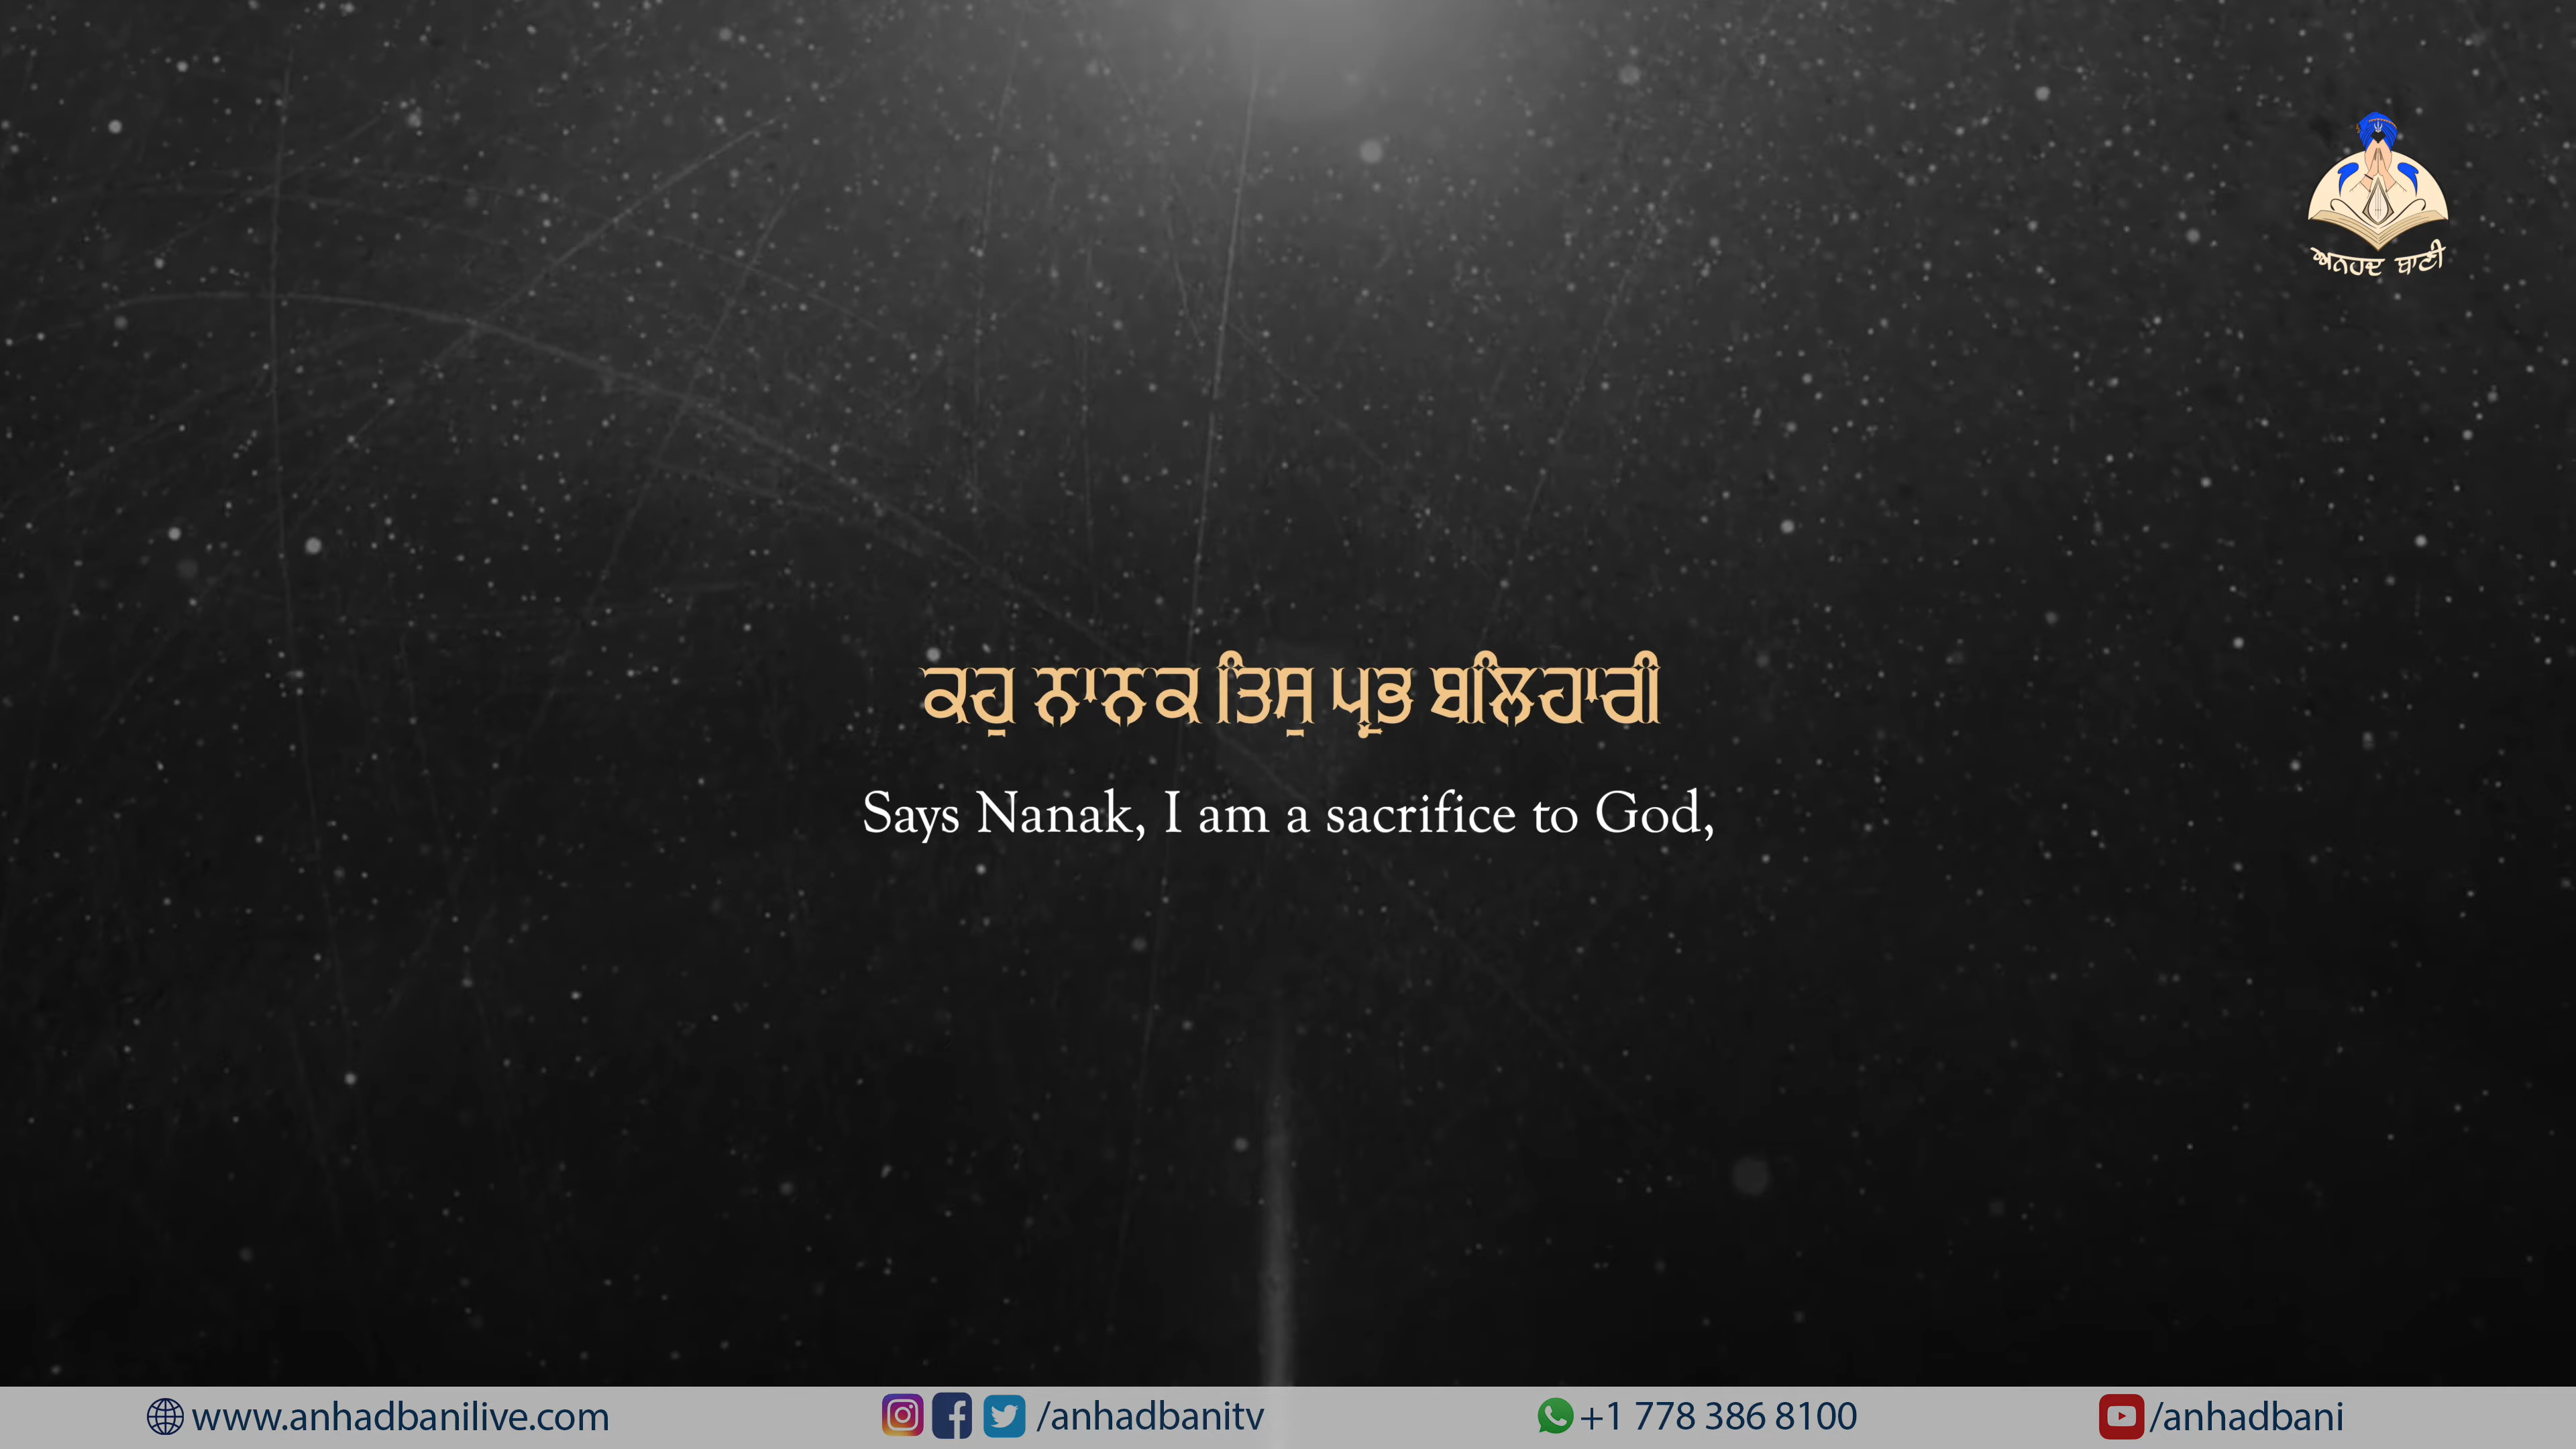 ਅਨਹਦ ਬਾਣੀ
ਕਹੁ ਨਾਨਕ ਤਿਸੁ ਪ੍ਰਭ ਬਲਿਹਾਰੀ
Says Nanak, I am a sacrifice to God,
www.anhadbanilive.com /anhadbanitv +1 778 386 8100 /anhadbani